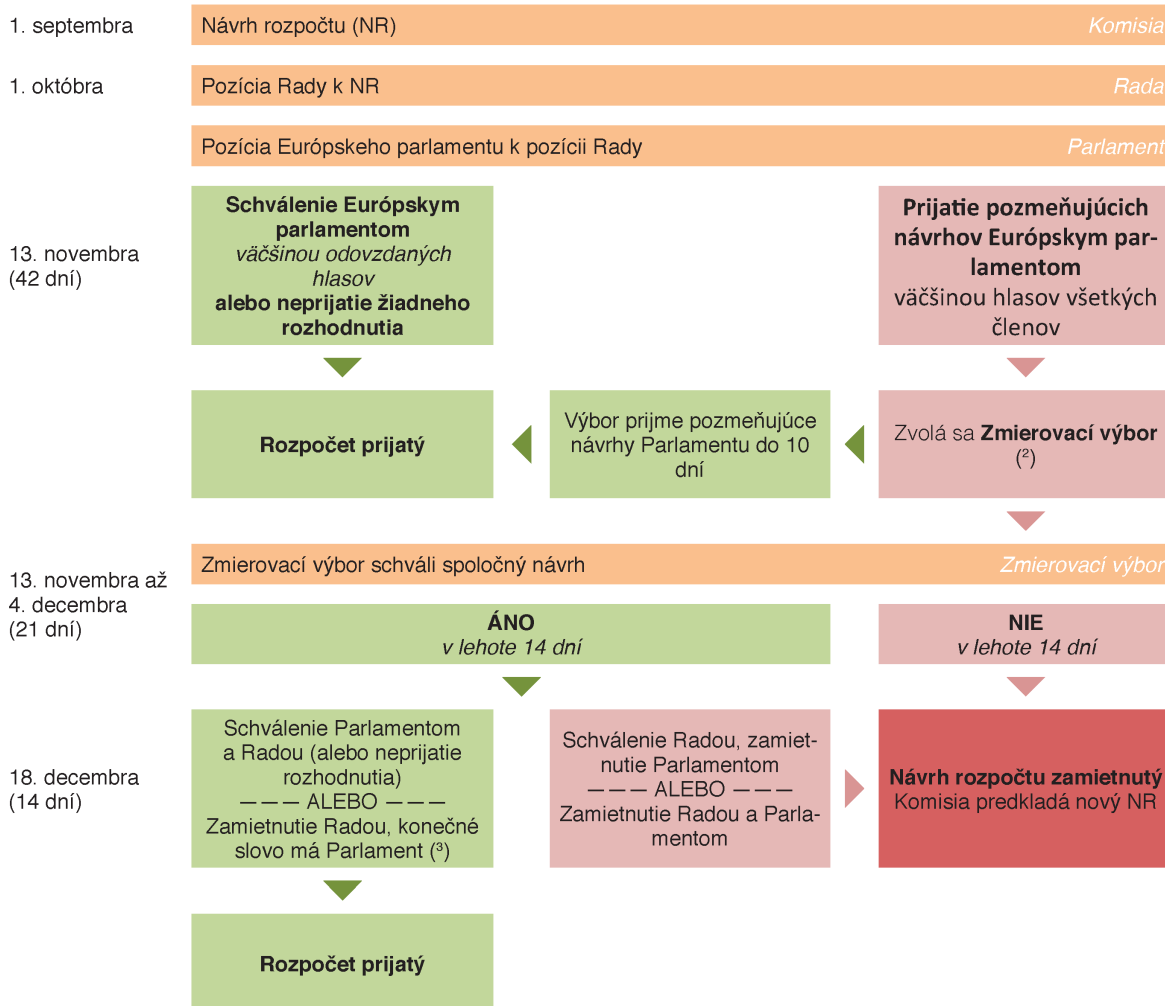 1. septembra
Návrh rozpočtu (NR)
Komisia
1. októbra
Pozícia Rady k NR
Rada
Pozícia Európskeho parlamentu k pozícii Rady
Parlament
13. novembra
(42 dní)
Schválenie Európskym
parlamentom
väčšinou odovzdaných
hlasov
alebo neprijatie žiadneho
rozhodnutia
Prijatie pozmeňujúcich
návrhov Európskym par-
lamentom
väčšinou hlasov všetkých
členov
Rozpočet prijatý
Výbor prijme pozmeňujúce
návrhy Parlamentu do 10
dní
Zvolá sa Zmierovací výbor
(²)
13. novembra až
4. decembra
(21 dní)
Zmierovací výbor schváli spoločný návrh
Zmierovací výbor
ÁNO
v lehote 14 dní
NIE
v lehote 14 dní
18. decembra
(14 dní)
Schválenie Parlamentom
a Radou (alebo neprijatie
rozhodnutia)
— — — ALEBO — — —
Zamietnutie Radou, konečné
slovo má Parlament (³)
Schválenie Radou, zamiet-
nutie Parlamentom
— — — ALEBO — — —
Zamietnutie Radou a Parla-
mentom
Návrh rozpočtu zamietnutý
Komisia predkladá nový NR
Rozpočet prijatý